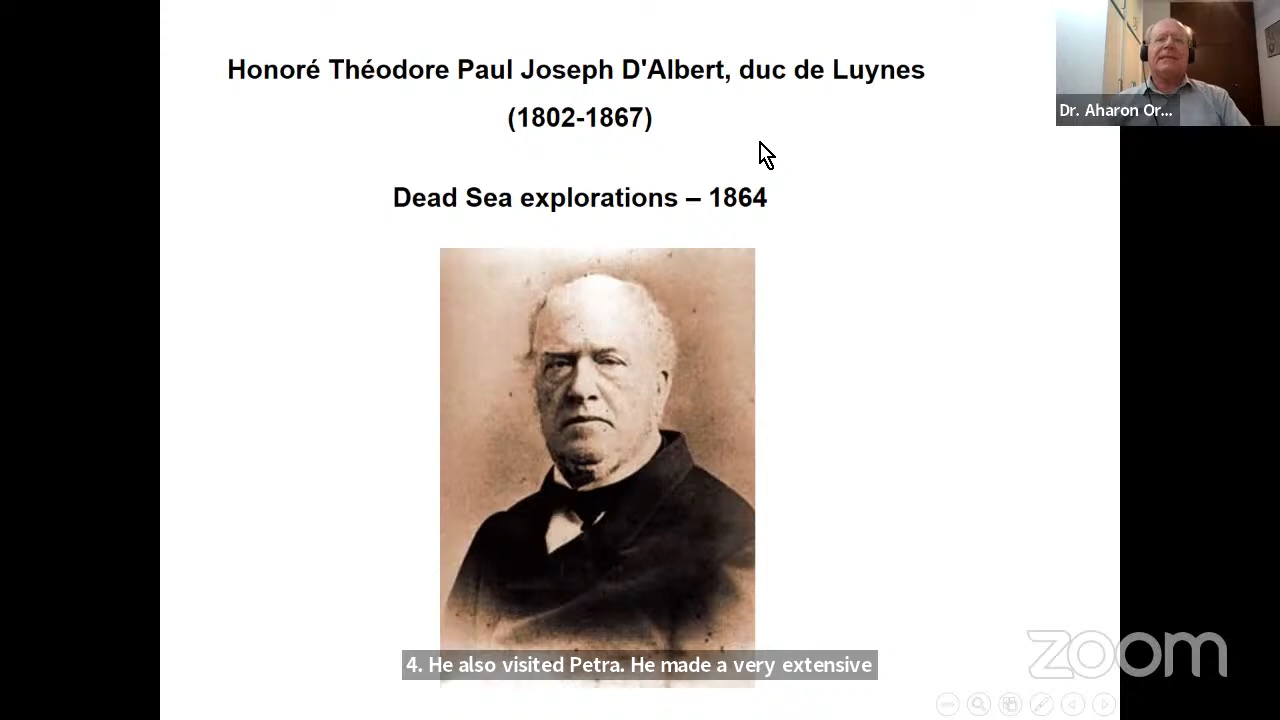 Honoré Théodore Paul Joseph D'Albert, duc de Luynes
(1802-1867)
Dead Sea explorations – 1864
Dr. Aharon Or...
4. He also visited Petra. He made a very extensive
zoom